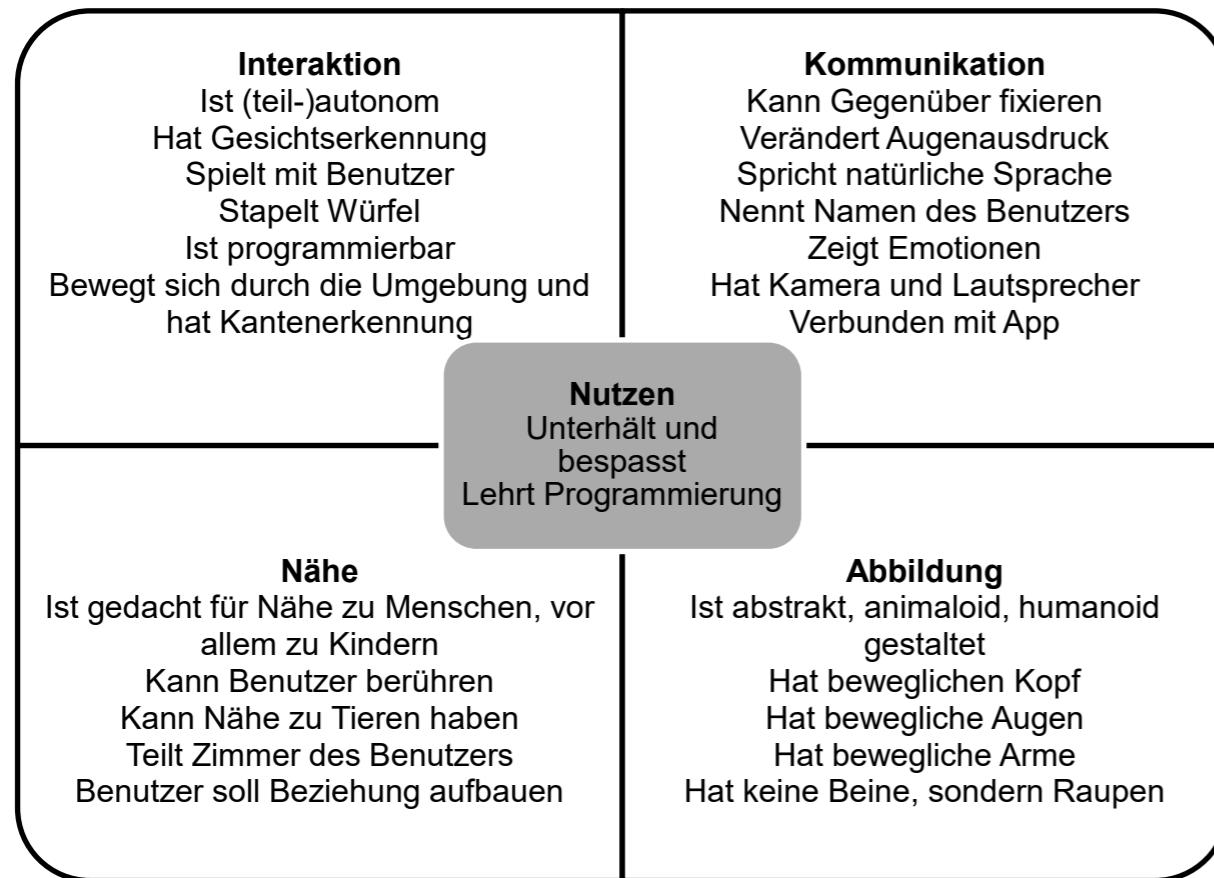 Interaktion
Ist (teil-)autonom
Hat Gesichtserkennung
Spielt mit Benutzer
Stapelt Würfel
Ist programmierbar
Bewegt sich durch die Umgebung und
hat Kantenerkennung
Kommunikation
Kann Gegenüber fixieren
Verändert Augenausdruck
Spricht natürliche Sprache
Nennt Namen des Benutzers
Zeigt Emotionen
Hat Kamera und Lautsprecher
Verbunden mit App
Nutzen
Unterhält und
bespasst
Lehrt Programmierung
Nähe
Ist gedacht für Nähe zu Menschen, vor
allem zu Kindern
Kann Benutzer berühren
Kann Nähe zu Tieren haben
Teilt Zimmer des Benutzers
Benutzer soll Beziehung aufbauen
Abbildung
Ist abstrakt, animaloid, humanoid
gestaltet
Hat beweglichen Kopf
Hat bewegliche Augen
Hat bewegliche Arme
Hat keine Beine, sondern Raupen